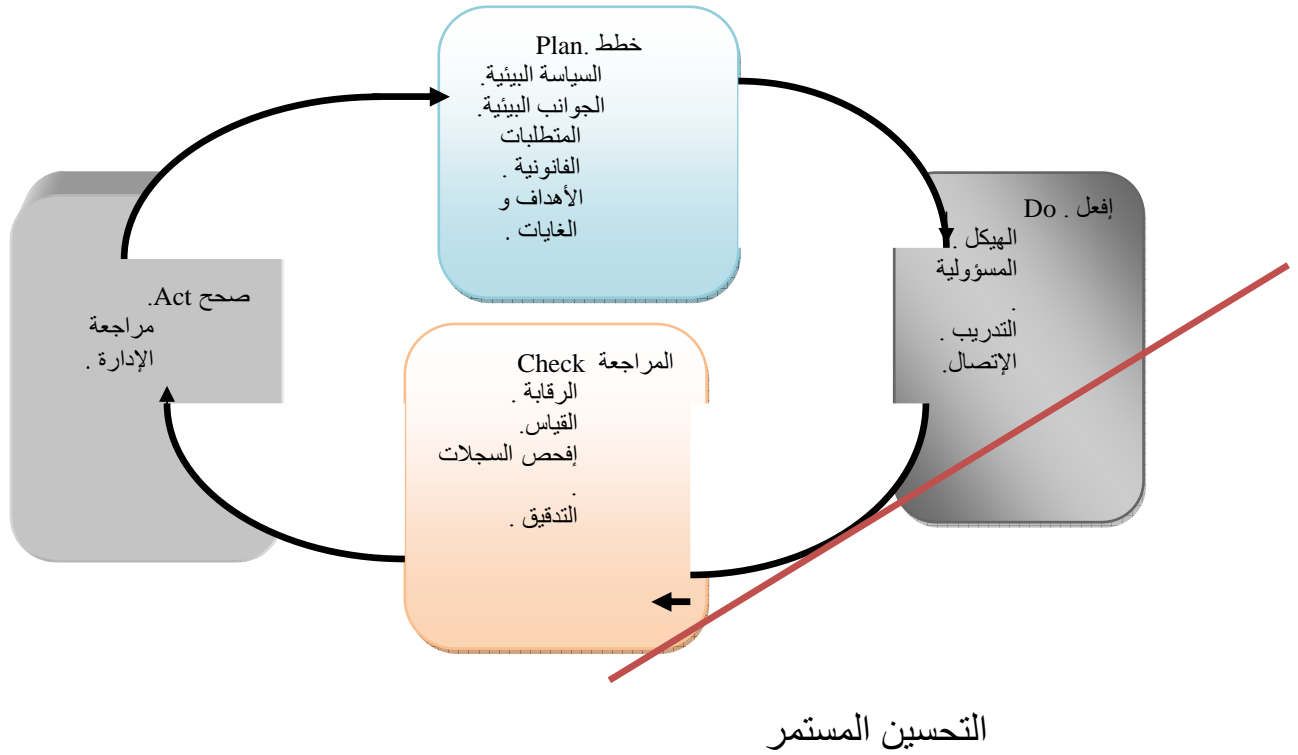 خطط .Plan
السياسة البيئية.
الجوانب البيئية.
المتطلبات
الفانونية .
الأهداف و
الغايات .
إفعل . Do
الهيكل .
المسؤولية
.
التدريب .
الإتصال.
المراجعة Check
الرقابة .
القياس.
إفحص السجلات
.
التدقيق .
صحح Act.
مراجعة
الإدارة .
التحسين المستمر